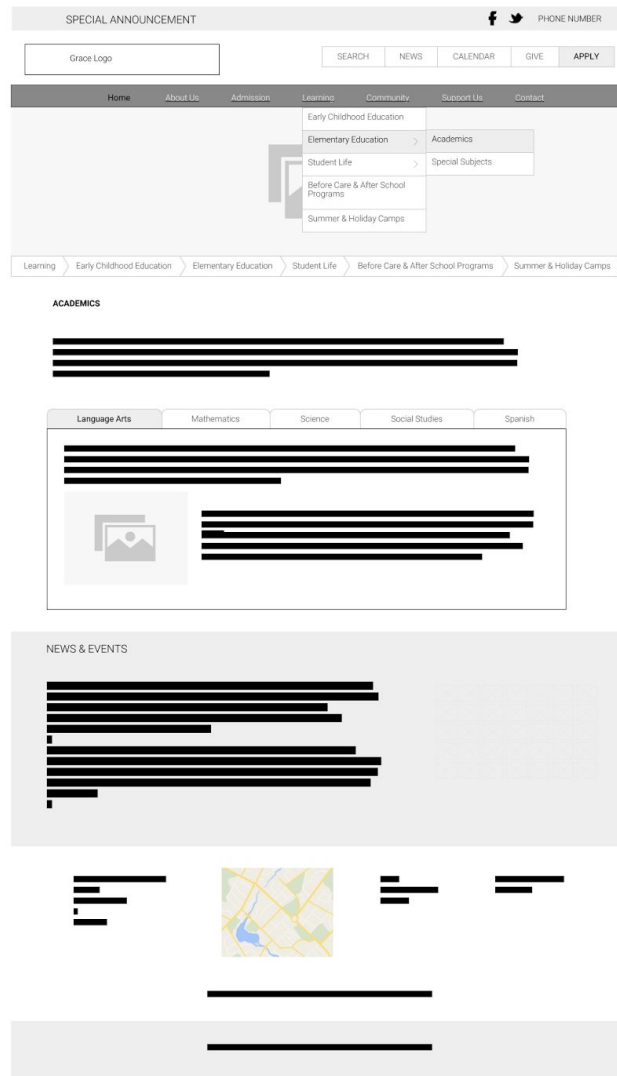 SPECIAL ANNOUNCEMENT
PHONE NUMBER
Grace Logo
SEARCH NEWS CALENDAR GIVE APPLY
Home About Us Admission Learning Community Support Us Contact
Early Childhood Education
Elementary Education
Academics
Student Life
Special Subjects
Before Care & After School
Programs
Summer & Holiday Camps
Learning Early Childhood Education Elementary Education Student Life Before Care & After School Programs Summer & Holiday Camps
ACADEMICS
Language Arts Mathematics Science Social Studies Spanish
NEWS & EVENTS